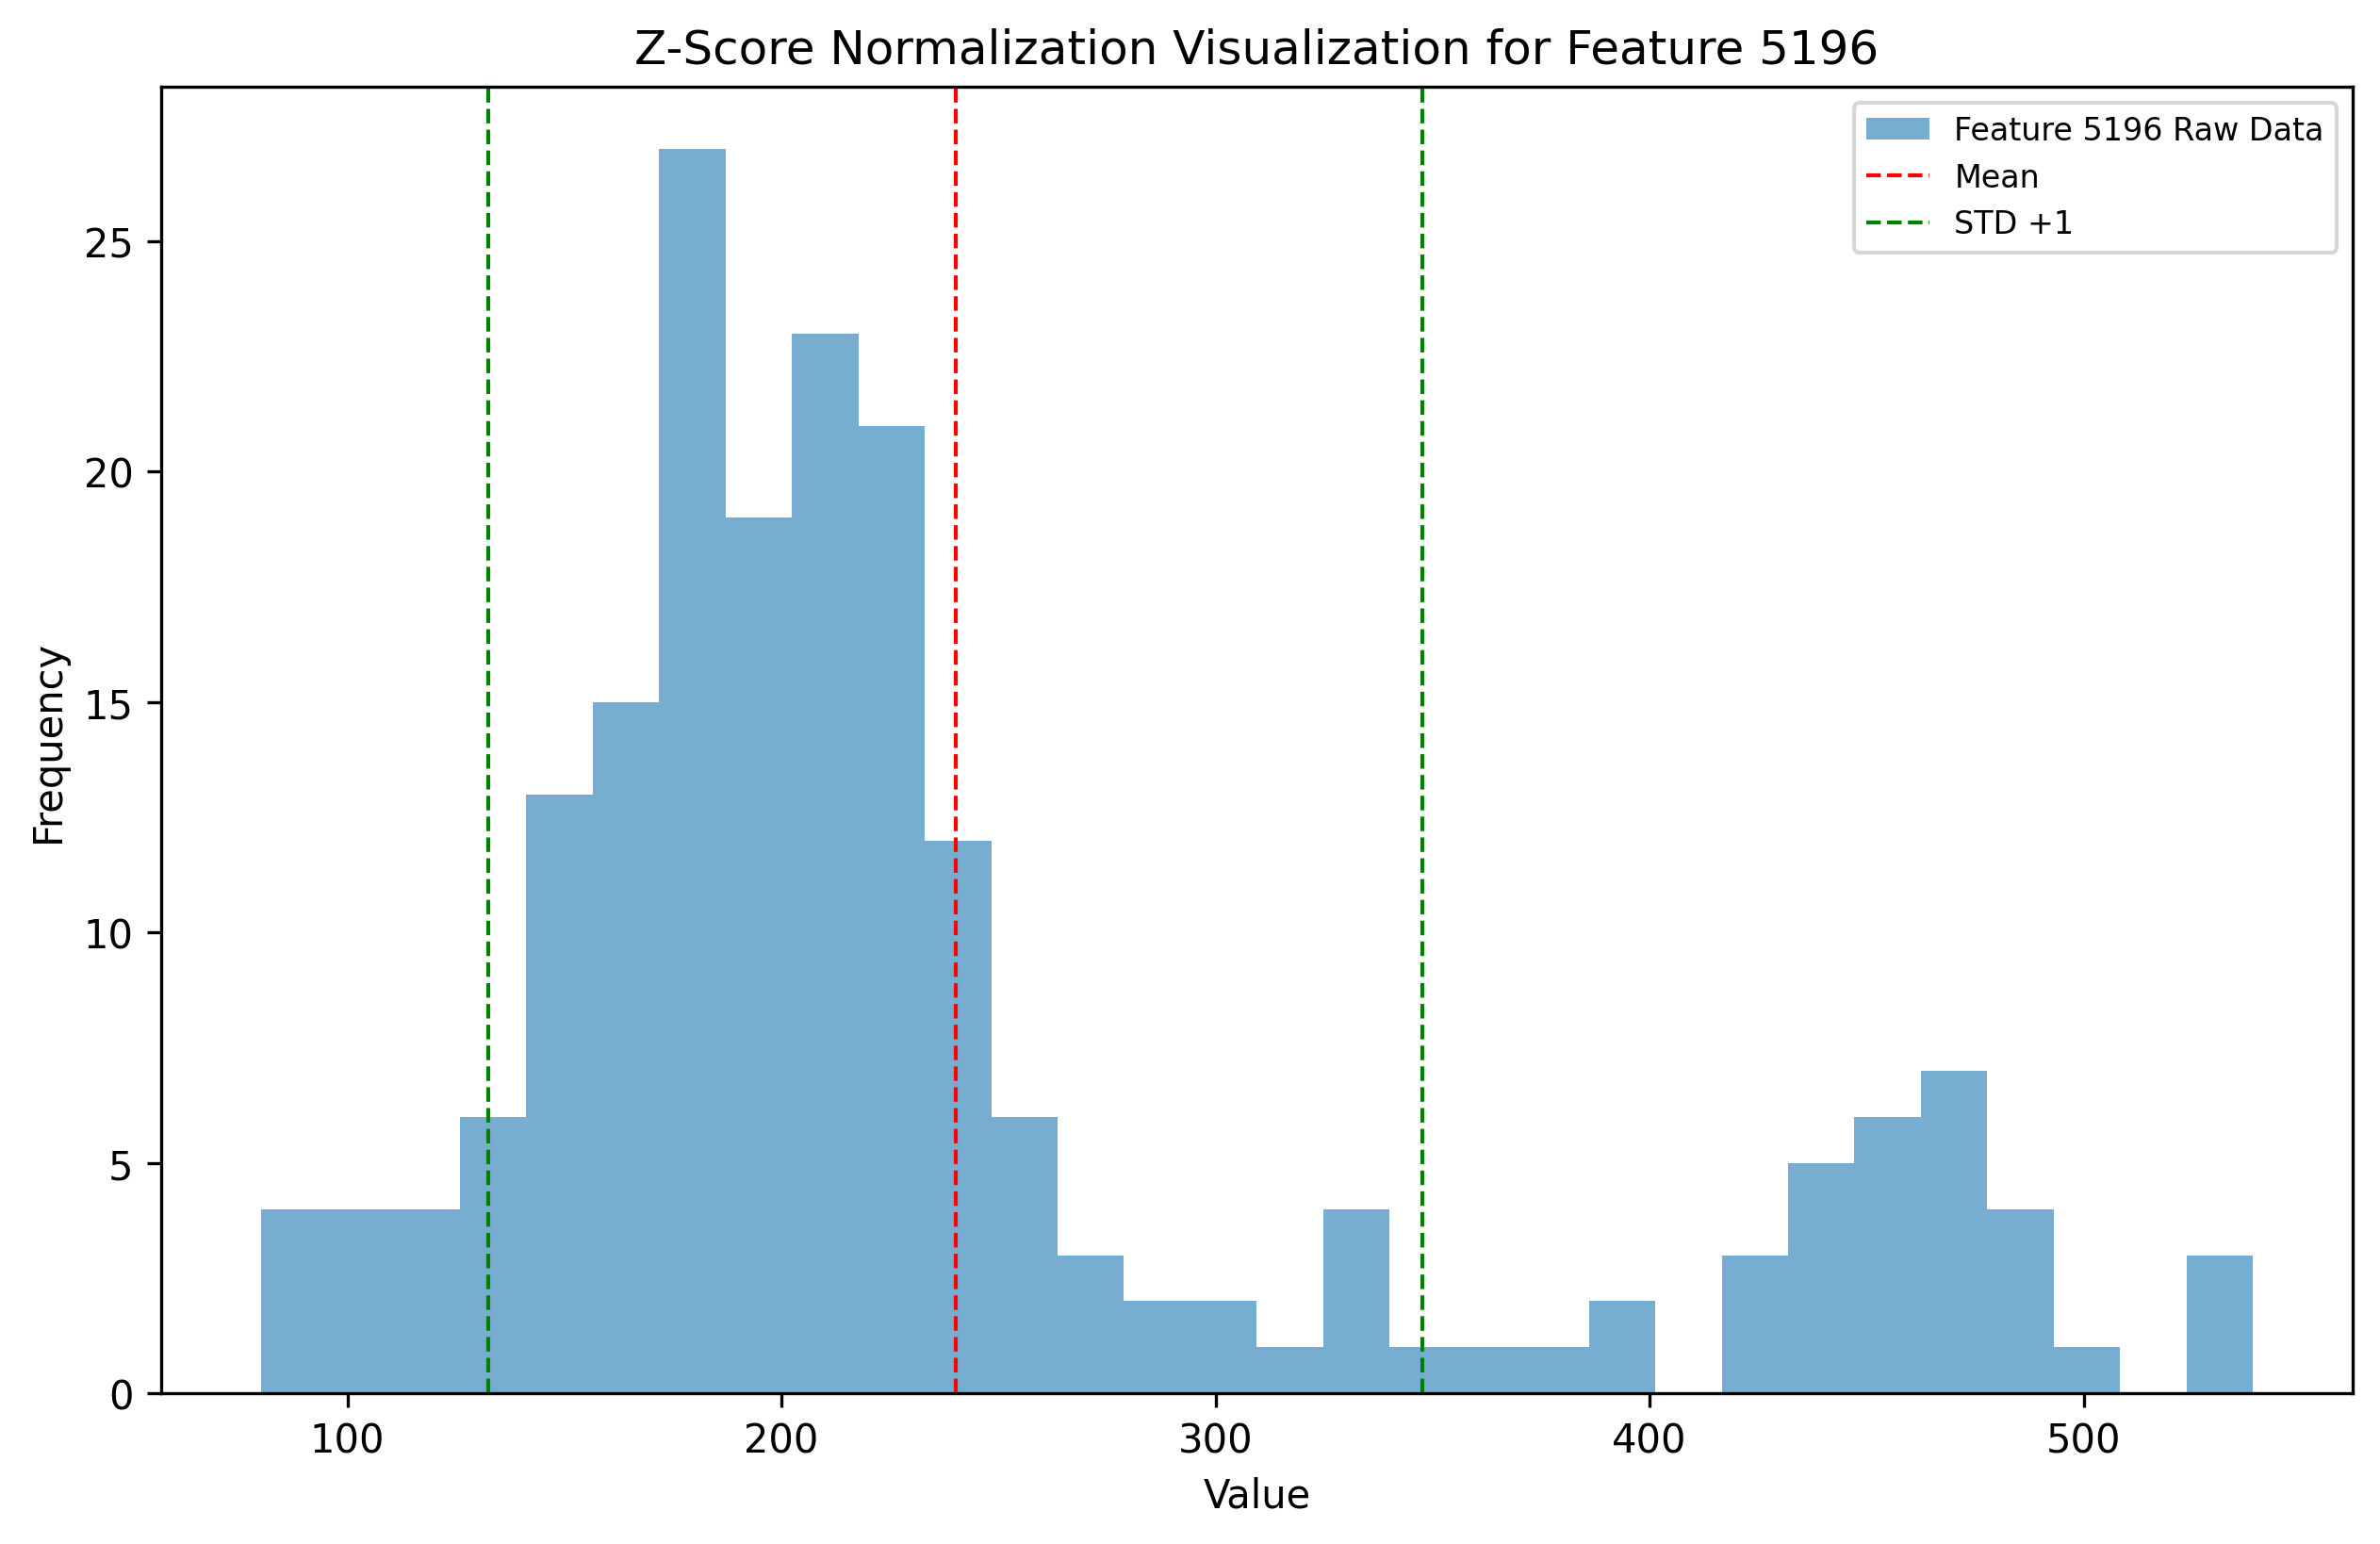 Z-Score Normalization Visualization for Feature 5196
Feature 5196 Raw Data
Mean
STD +1
25
20
15
10
5
0
Frequency
100 200 300 400 500
Value